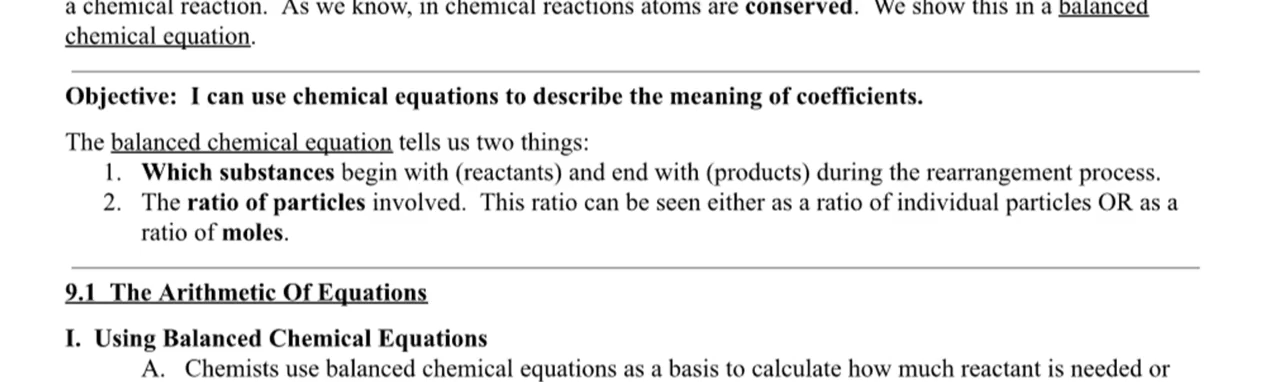 a chemical reaction.  As we know, in chemical reactions atoms are conserved.  We show this in a balanced
chemical equation.
Objective:  I can use chemical equations to describe the meaning of coefficients.
The balanced chemical equation tells us two things:
1.  Which substances begin with (reactants) and end with (products) during the rearrangement process.
2.  The ratio of particles involved.  This ratio can be seen either as a ratio of individual particles OR as a
ratio of moles.
9.1  The Arithmetic Of Equations
I.  Using Balanced Chemical Equations
A.  Chemists use balanced chemical equations as a basis to calculate how much reactant is needed or